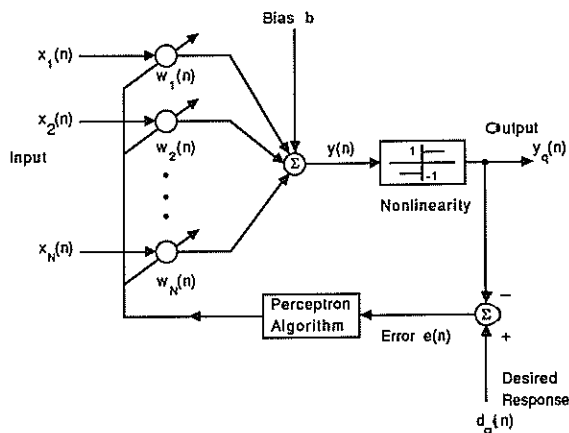 Bias b
x1(n)
w1(n)
x2(n)
w2(n)
Input
Σ
y(n)
1
-1
Nonlinearity
Output
yq(n)
xN(n)
wN(n)
Perceptron
Algorithm
Error e(n)
−
Σ
+
Desired
Response
dq(n)